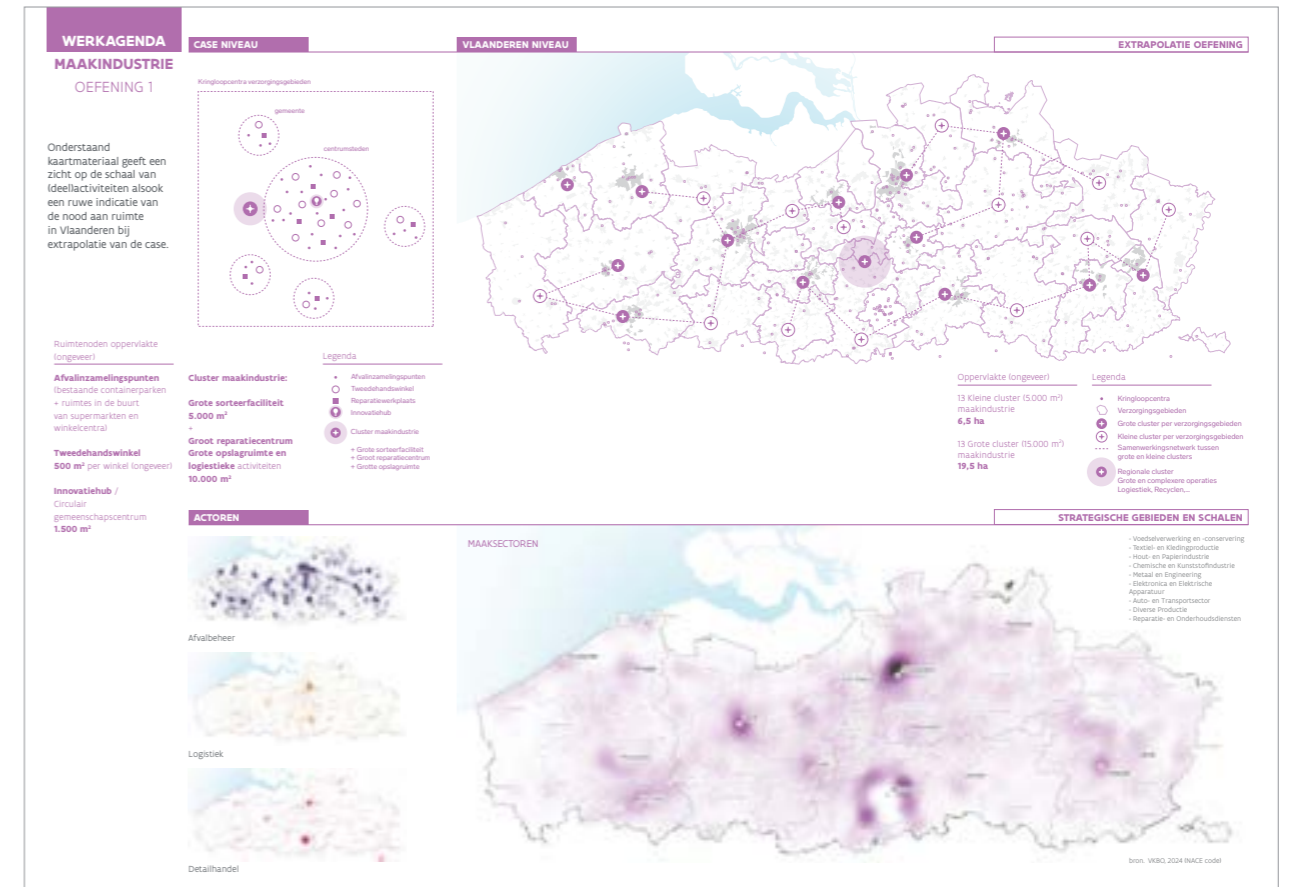 WERKAGENDA
MAAKINDUSTRIE
OEFENING 1
Onderstaand
kaartmateriaal geeft een
zicht op de schaal van
(deel)activiteiten alsook
een ruwe indicatie van
de nood aan ruimte
in Vlaanderen bij
extrapolatie van de case.
CASE NIVEAU
Kringloopcentra verzorgingsgebieden
gemeente
centrumsteden
VLAANDEREN NIVEAU
EXTRAPOLATIE OEFENING
Ruimtenoden oppervlakte
(ongeveer)
Afvalinzamelingspunten
(bestaande containerparken
+ ruimtes in de buurt
van supermarkten en
winkelcentra)
Tweedehandswinkel
500 m² per winkel (ongeveer)
Innovatiehub /
Circulair
gemeenschapscentrum
1.500 m²
Cluster maakindustrie:
Grote sorteerfaciliteit
5.000 m²
+
Groot reparatiecentrum
Grote opslagruimte en
logiestieke activiteiten
10.000 m²
Legenda
Afvalinzamelingspunten
Tweedehandswinkel
Reparatiewerkplaats
Innovatiehub
Cluster maakindustrie
+ Grote sorteerfaciliteit
+ Groot reparatiecentrum
+ Grotte opslagruimte
Oppervlakte (ongeveer)
13 Kleine cluster (5.000 m²)
maakindustrie
6,5 ha
13 Grote cluster (15.000 m²)
maakindustrie
19,5 ha
Legenda
Kringloopcentra
Verzorgingsgebieden
Grote cluster per verzorgingsgebieden
Kleine cluster per verzorgingsgebieden
Samenwerkingsnetwerk tussen
grote en kleine clusters
Regionale cluster
Grote en complexere operaties
Logiestiek, Recyclen,...
ACTOREN
Afvalbeheer
Logistiek
Detailhandel
STRATEGISCHE GEBIEDEN EN SCHALEN
MAAKSECTOREN
- Voedselverwerking en -conservering
- Textiel- en Kledingproductie
- Hout- en Papierindustrie
- Chemische en Kunststofindustrie
- Metaal en Engineering
- Elektronica en Elektrische
Apparatuur
- Auto- en Transportsector
- Diverse Productie
- Reparatie- en Onderhoudsdiensten
bron. VKBO, 2024 (NACE code)